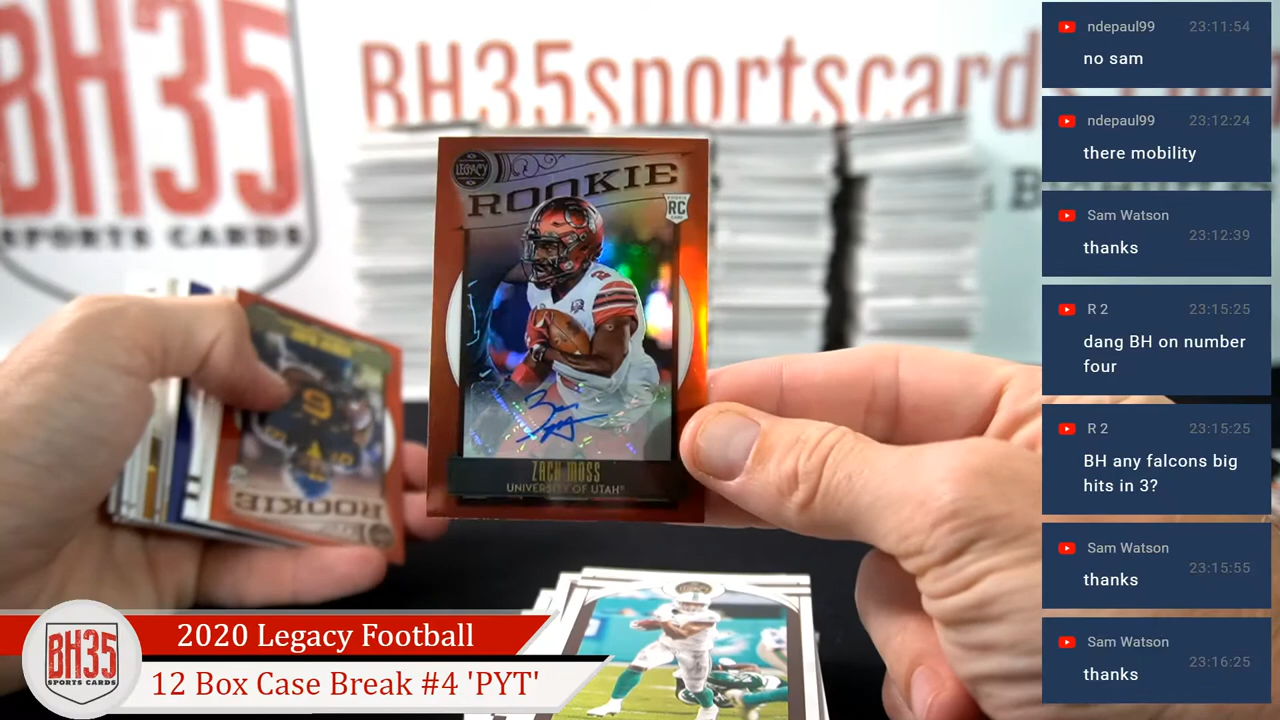 BH35
SPORTS CARDS
BH35sportscards
LEGACY
ROOKIE
RC
ZACK MOSS
UNIVERSITY OF UTAH
ROOKIE
2020 Legacy Football
12 Box Case Break #4 'PYT'
BH35
SPORTS CARDS
ndepaul99 23:11:54
no sam
ndepaul99 23:12:24
there mobility
Sam Watson
23:12:39
thanks
R 2 23:15:25
dang BH on number
four
R 2 23:15:25
BH any falcons big
hits in 3?
Sam Watson
23:15:55
thanks
Sam Watson
23:16:25
thanks